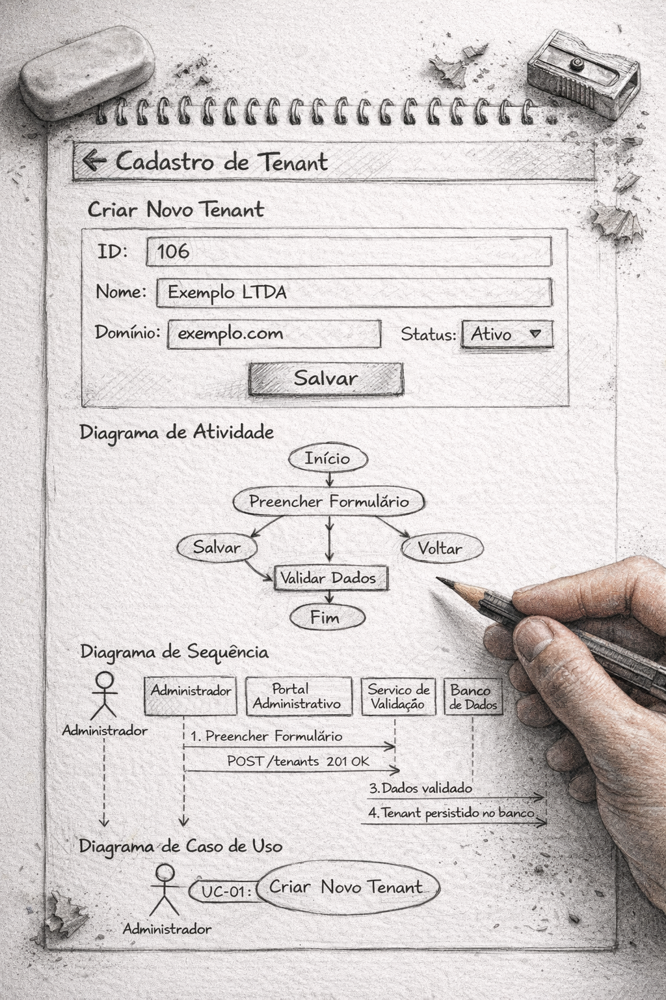 ← Cadastro de Tenant
Criar Novo Tenant
ID: 106
Nome: Exemplo LTDA
Domínio: exemplo.com Status: Ativo
Salvar
Diagrama de Atividade
Início
Preencher Formulário
Salvar Voltar
Validar Dados
Fim
Diagrama de Sequência
Administrador
Administrador
Portal
Administrativo
Servico de
Validação
Banco
de Dados
1. Preencher Formulário
POST /tenants 201 OK
3. Dados validado
4. Tenant persistido no banco
Diagrama de Caso de Uso
UC-01: Criar Novo Tenant
Administrador